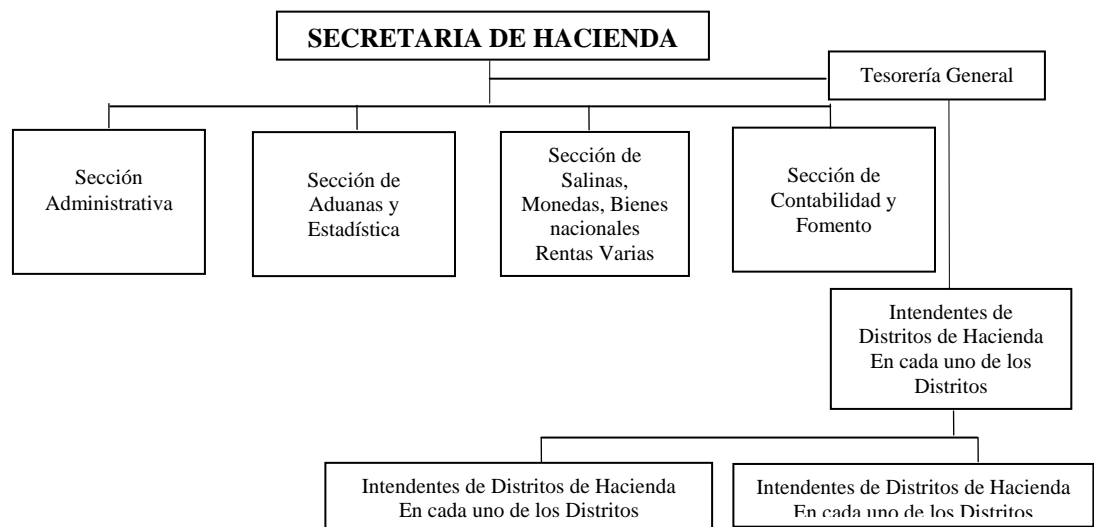 SECRETARIA DE HACIENDA
Tesorería General
Sección
Administrativa
Sección de
Aduanas y
Estadística
Sección de
Salinas,
Monedas, Bienes
nacionales
Rentas Varias
Sección de
Contabilidad y
Fomento
Intendentes de
Distritos de Hacienda
En cada uno de los
Distritos
Intendentes de Distritos de Hacienda
En cada uno de los Distritos
Intendentes de Distritos de Hacienda
En cada uno de los Distritos